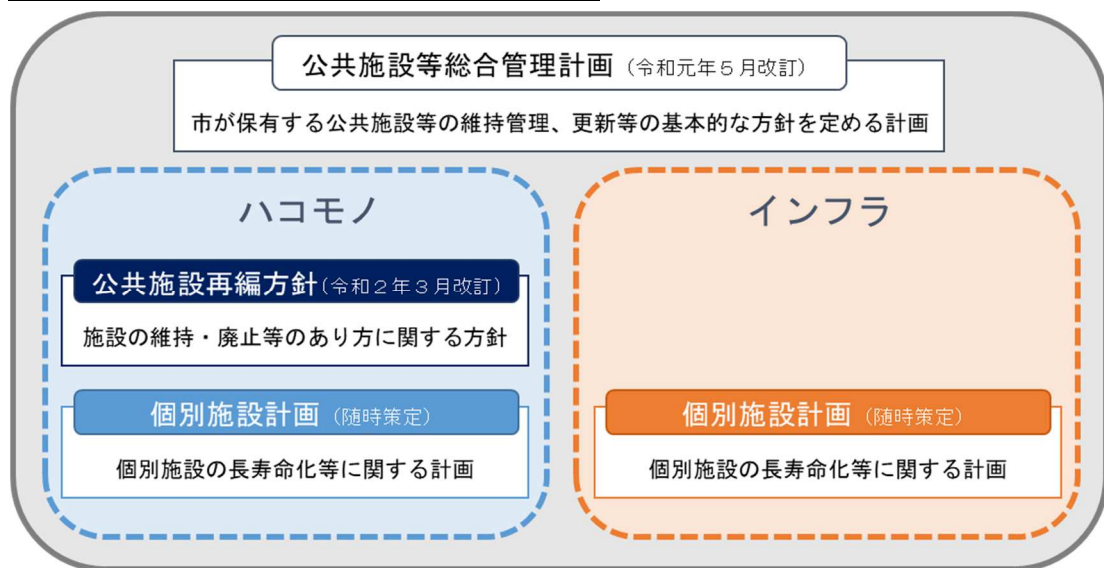 公共施設等総合管理計画（令和元年５月改訂）
市が保有する公共施設等の維持管理、更新等の基本的な方針を定める計画
ハコモノ
公共施設再編方針（令和２年３月改訂）
施設の維持・廃止等のあり方に関する方針
個別施設計画（随時策定）
個別施設の長寿命化等に関する計画
インフラ
個別施設計画（随時策定）
個別施設の長寿命化等に関する計画